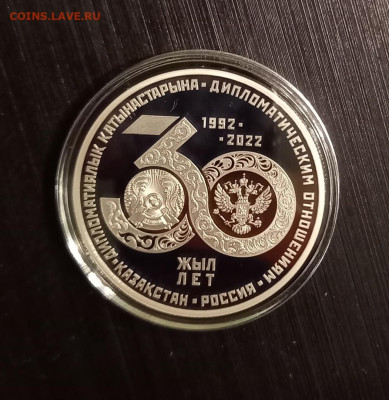 COINS.LAVE.RU
ДИПЛОМАТИЯЛЫҚ ҚАТЫНАСТАРЫНА • ДИПЛОМАТИЧЕСКИМ ОТНОШЕНИЯМ • РОССИЯ • КАЗАХСТАН •
1992 •
• 2022
30
ЖЫЛ
ЛЕТ